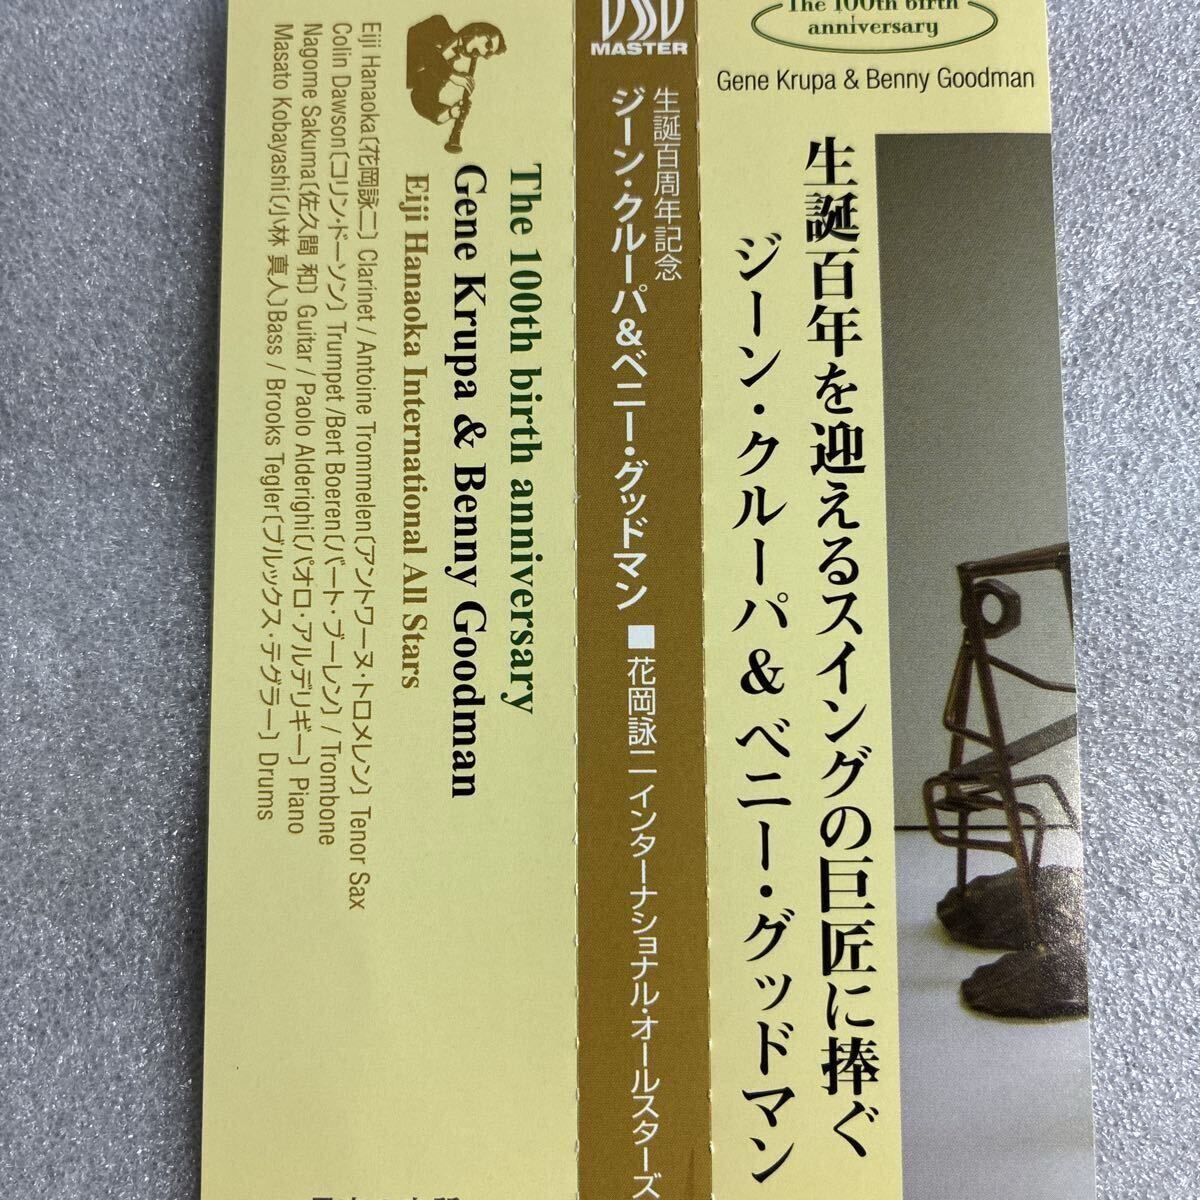 The 100th birth
anniversary
Gene Krupa & Benny Goodman
生誕百年を迎えるスイングの巨匠に捧ぐ
ジーン・クルーパ & ベニー・グッドマン
DSD
MASTER
生誕百周年記念
ジーン・クルーパ&ベニー・グッドマン ■ 花岡詠二 インターナショナル・オールスターズ
The 100th birth anniversary
Gene Krupa & Benny Goodman
Eiji Hanaoka International All Stars
Eiji Hanaoka〔花岡詠二〕 Clarinet / Antoine Trommelen〔アントワーヌ・トロメレン〕 Tenor Sax
Colin Dawson〔コリン・ドーソン〕 Trumpet /Bert Boeren〔バート・ブーレン〕 / Trombone
Nagome Sakuma〔佐久間 和〕 Guitar / Paolo Alderighi〔パオロ・アルデリギー〕 Piano
Masato Kobayashi〔小林 真人〕Bass / Brooks Tegler〔ブルックス・テグラー〕 Drums